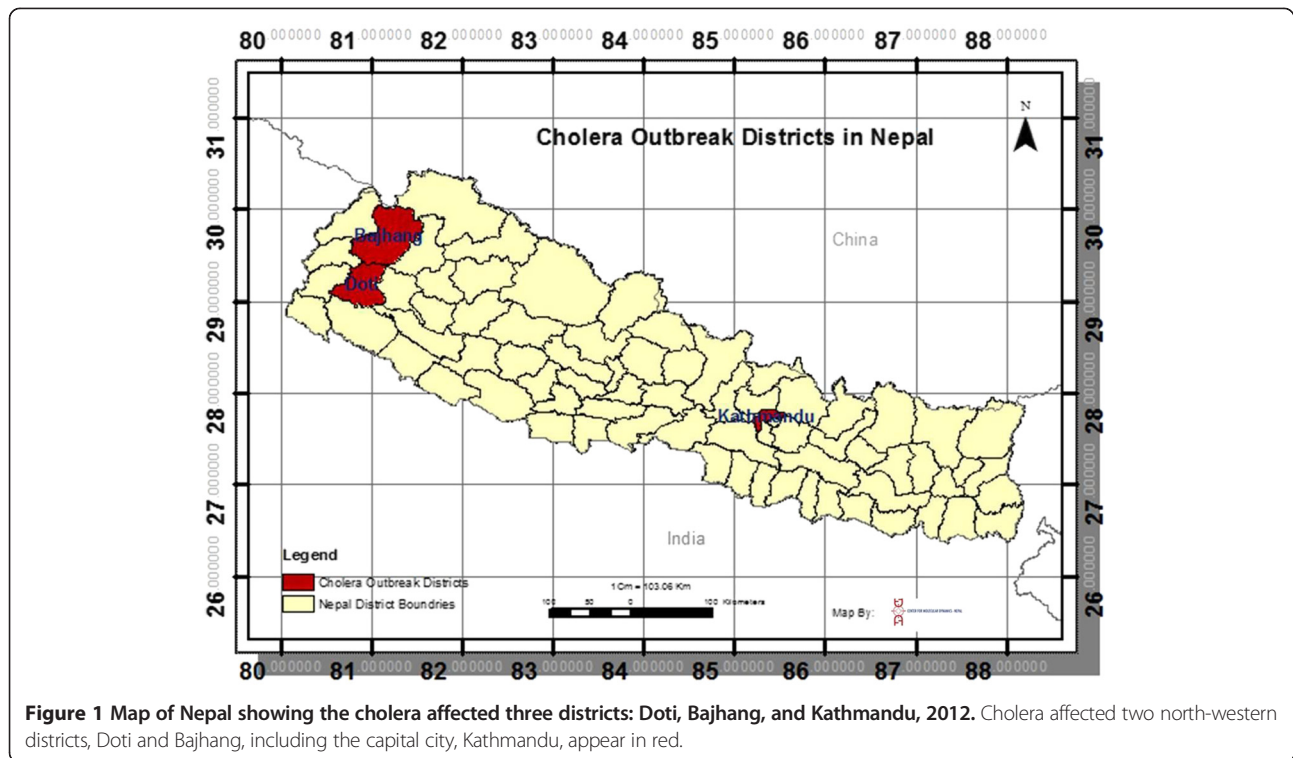 80.000000 81.000000 82.000000 83.000000 84.000000 85.000000 86.000000 87.000000 88.000000
Cholera Outbreak Districts in Nepal
N
31.000000 31.000000
30.000000 30.000000
29.000000 29.000000
28.000000 28.000000
27.000000 27.000000
26.000000 26.000000
Bajhang
China
Doti
Kathmandu
India
Legend
Cholera Outbreak Districts
Nepal District Boundries
1 Cm = 103.06 Km
100 50 0 100 Kilometers
Map By:
80.000000 81.000000 82.000000 83.000000 84.000000 85.000000 86.000000 87.000000 88.000000
Figure 1 Map of Nepal showing the cholera affected three districts: Doti, Bajhang, and Kathmandu, 2012. Cholera affected two north-western
districts, Doti and Bajhang, including the capital city, Kathmandu, appear in red.